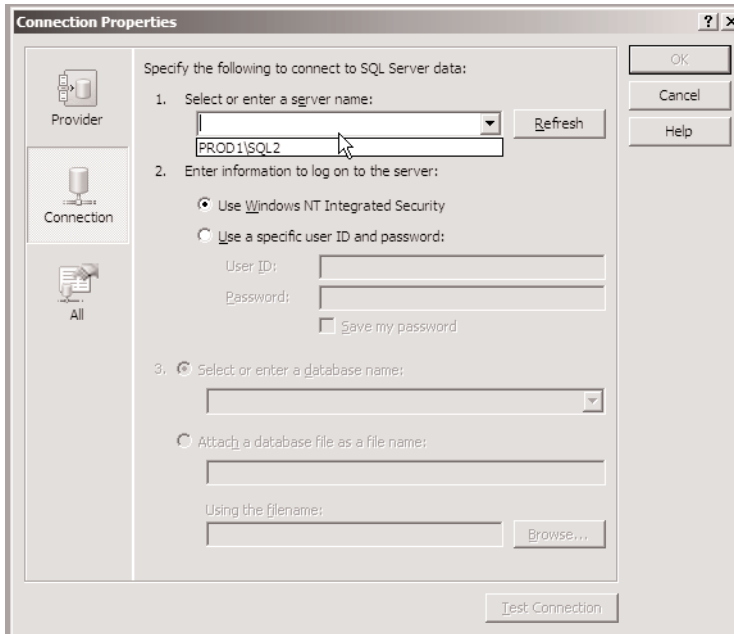 Connection Properties
Provider
Connection
All
Specify the following to connect to SQL Server data:
1. Select or enter a server name:
Refresh
PROD1\SQL2
2. Enter information to log on to the server:
Use Windows NT Integrated Security
Use a specific user ID and password:
User ID:
Password:
Save my password
3. Select or enter a database name:
Attach a database file as a file name:
Using the filename:
Browse...
Test Connection
OK
Cancel
Help